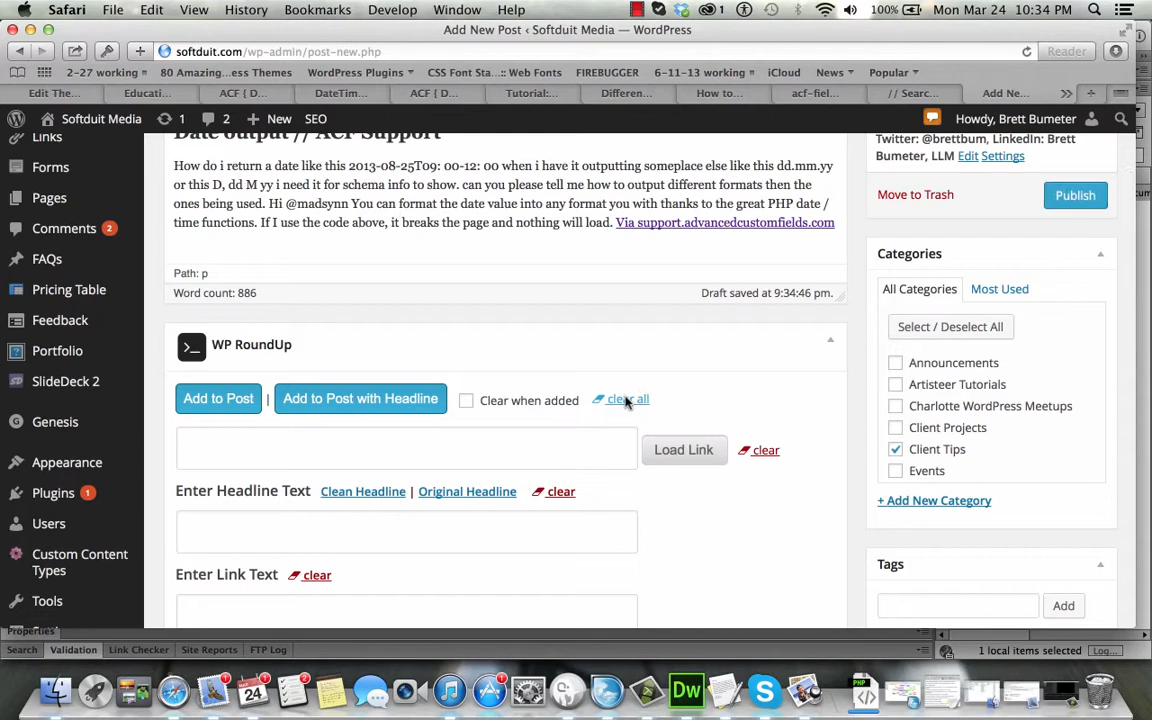 Safari File Edit View History Bookmarks Develop Window Help 1 100% Mon Mar 24 10:34 PM
Add New Post ‹ Softduit Media — WordPress
softduit.com/wp-admin/post-new.php Reader
2-27 working 80 Amazing...ess Themes WordPress Plugins CSS Font Sta...:: Web Fonts FIREBUGGER 6-11-13 working iCloud News Popular
Edit The... Educati... ACF { D... DateTim... ACF { D... Tutorial:... Differen... How to... acf-fiel... // Searc... Add Ne...
Softduit Media 1 2 + New SEO Howdy, Brett Bumeter
Links
Forms
Pages
Comments 2
FAQs
Pricing Table
Feedback
Portfolio
SlideDeck 2
Genesis
Appearance
Plugins 1
Users
Custom Content
Types
Tools
Date output // ACF Support
How do i return a date like this 2013-08-25T09: 00-12: 00 when i have it outputting someplace else like this dd.mm.yy
or this D, dd M yy i need it for schema info to show. can you please tell me how to output different formats then the
ones being used. Hi @madsynn You can format the date value into any format you with thanks to the great PHP date /
time functions. If I use the code above, it breaks the page and nothing will load. Via support.advancedcustomfields.com
Path: p
Word count: 886 Draft saved at 9:34:46 pm.
WP RoundUp
Add to Post | Add to Post with Headline Clear when added clear all
Load Link clear
Enter Headline Text Clean Headline | Original Headline clear
Enter Link Text clear
Twitter: @brettbum, LinkedIn: Brett
Bumeter, LLM Edit Settings
Move to Trash Publish
Categories
All Categories Most Used
Select / Deselect All
Announcements
Artisteer Tutorials
Charlotte WordPress Meetups
Client Projects
Client Tips
Events
+ Add New Category
Tags
Add
Properties
Search Validation Link Checker Site Reports FTP Log 1 local items selected Log...
1 24 2 1 Dw PHP